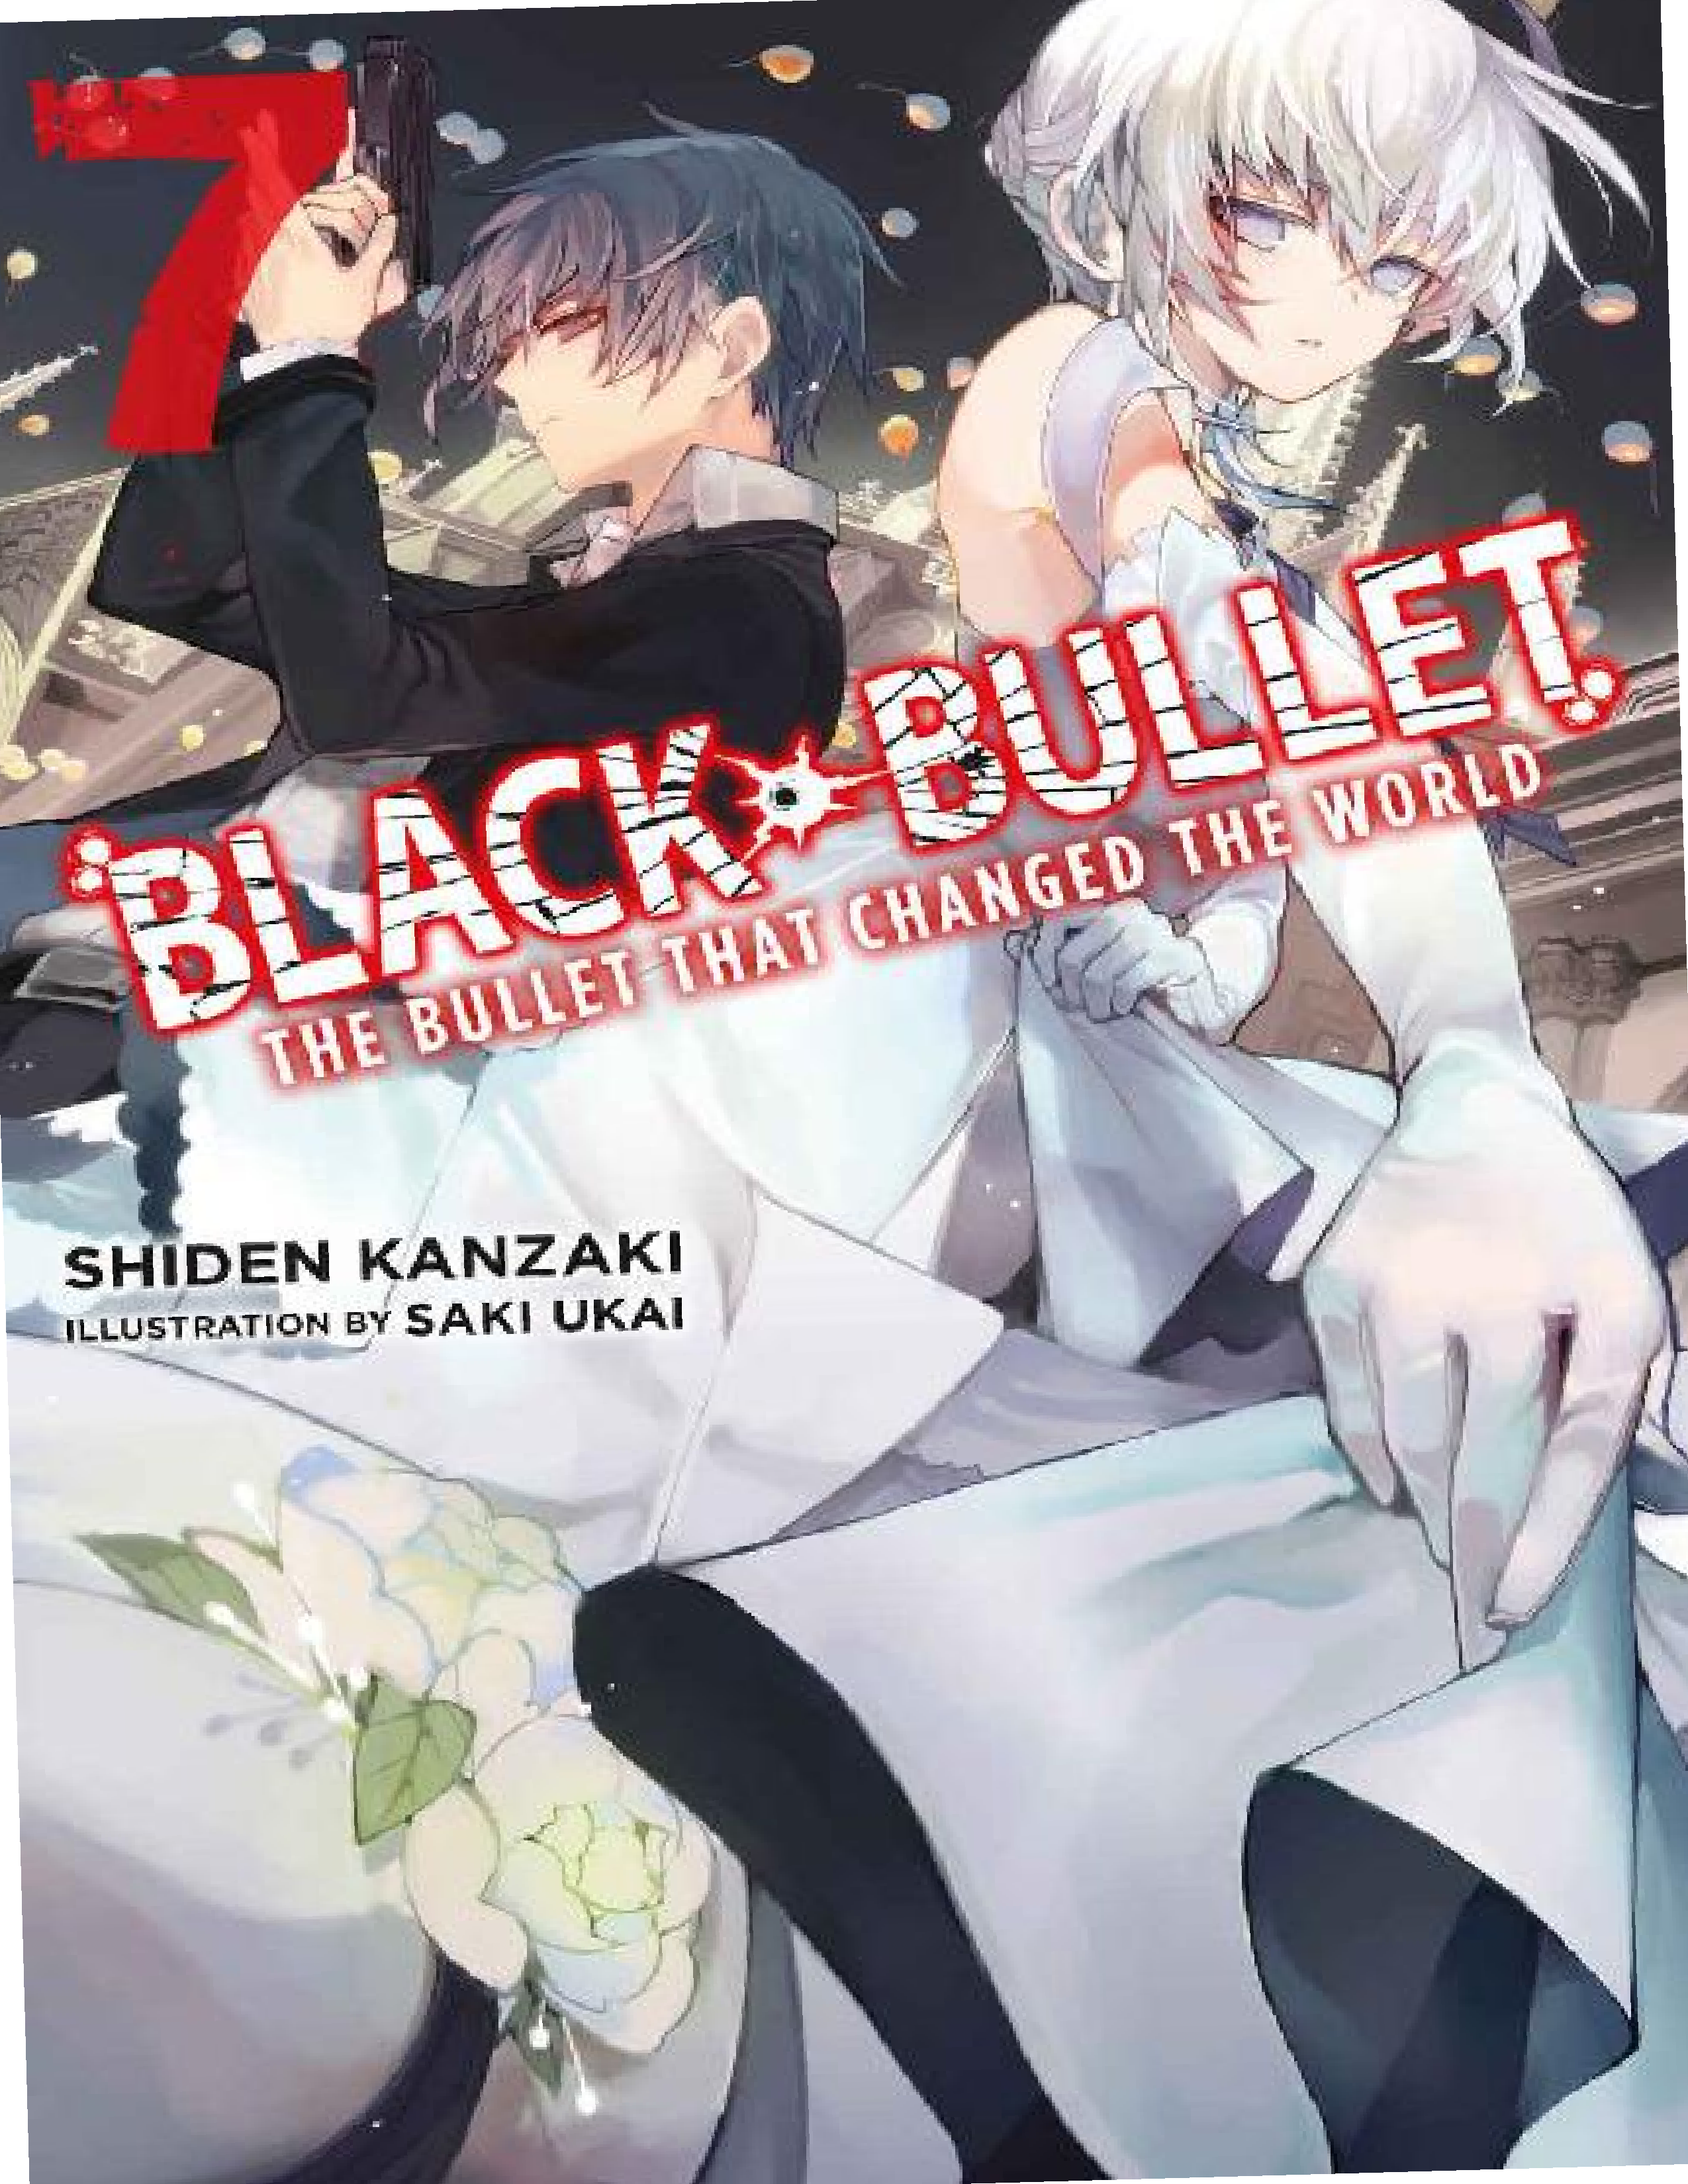 7
BLACK BULLET
THE BULLET THAT CHANGED THE WORLD
SHIDEN KANZAKI
ILLUSTRATION BY SAKI UKAI